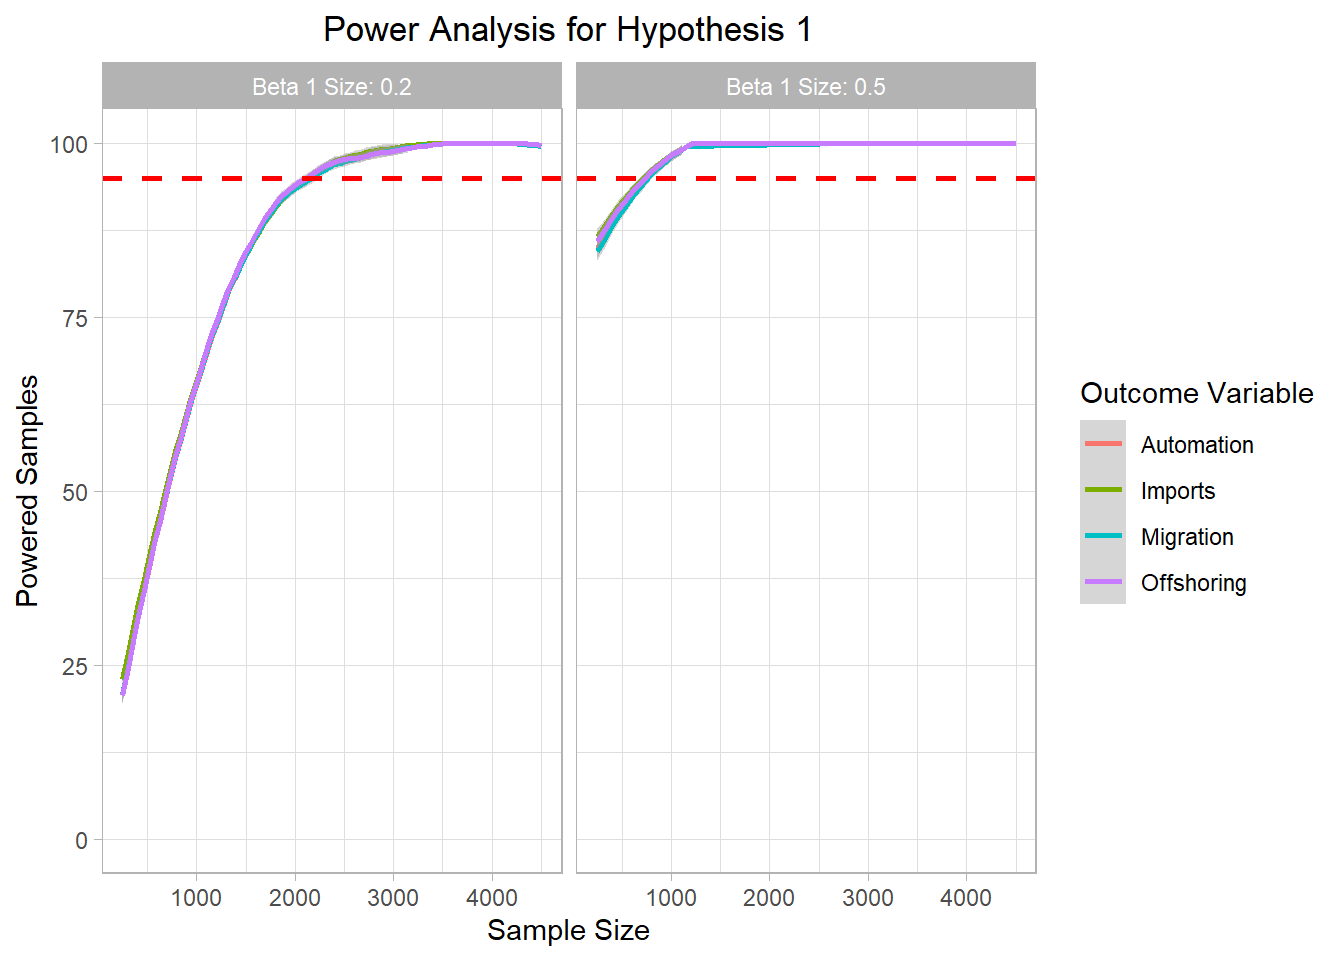 Power Analysis for Hypothesis 1
Beta 1 Size: 0.2
Beta 1 Size: 0.5
Powered Samples
100
75
50
25
0
1000 2000 3000 4000
1000 2000 3000 4000
Sample Size
Outcome Variable
Automation
Imports
Migration
Offshoring